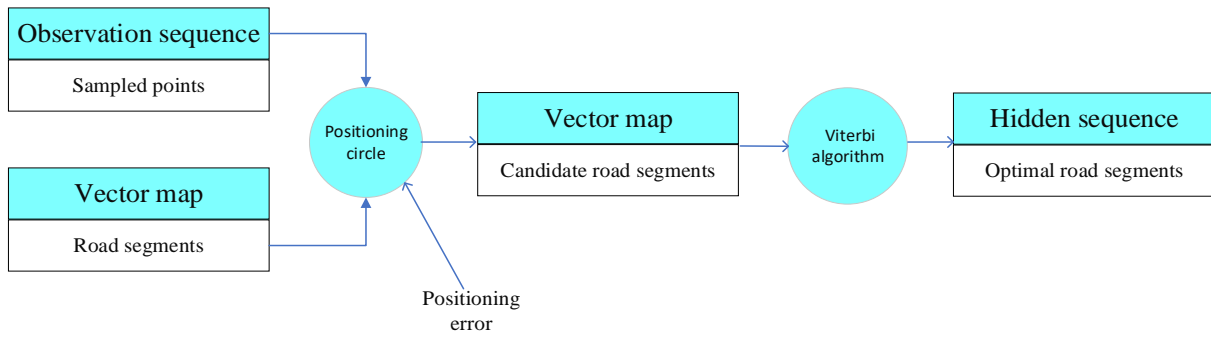 Observation sequence
Sampled points
Vector map
Road segments
Positioning
circle
Positioning
error
Vector map
Candidate road segments
Viterbi
algorithm
Hidden sequence
Optimal road segments